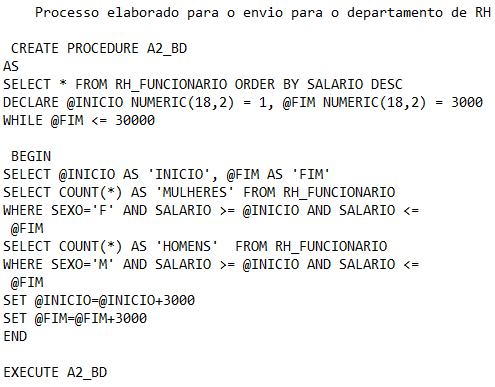 Processo elaborado para o envio para o departamento de RH
CREATE PROCEDURE A2_BD
AS
SELECT * FROM RH_FUNCIONARIO ORDER BY SALARIO DESC
DECLARE @INICIO NUMERIC(18,2) = 1, @FIM NUMERIC(18,2) = 3000
WHILE @FIM <= 30000
BEGIN
SELECT @INICIO AS 'INICIO', @FIM AS 'FIM'
SELECT COUNT(*) AS 'MULHERES' FROM RH_FUNCIONARIO
WHERE SEXO='F' AND SALARIO >= @INICIO AND SALARIO <=
@FIM
SELECT COUNT(*) AS 'HOMENS'  FROM RH_FUNCIONARIO
WHERE SEXO='M' AND SALARIO >= @INICIO AND SALARIO <=
@FIM
SET @INICIO=@INICIO+3000
SET @FIM=@FIM+3000
END
EXECUTE A2_BD